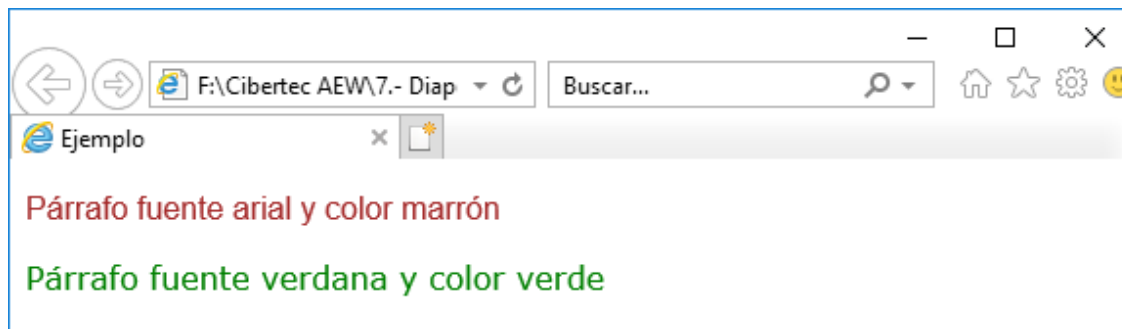 F:\Cibertec AEW\7.- Diap
Buscar...
Ejemplo
Párrafo fuente arial y color marrón
Párrafo fuente verdana y color verde